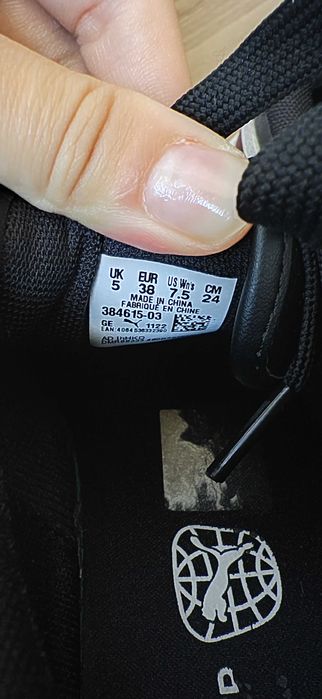 UK EUR US Wn's CM
5 38 7.5 24
MADE IN CHINA
FABRIQUE EN CHINE
384615-03
GE 1122
P